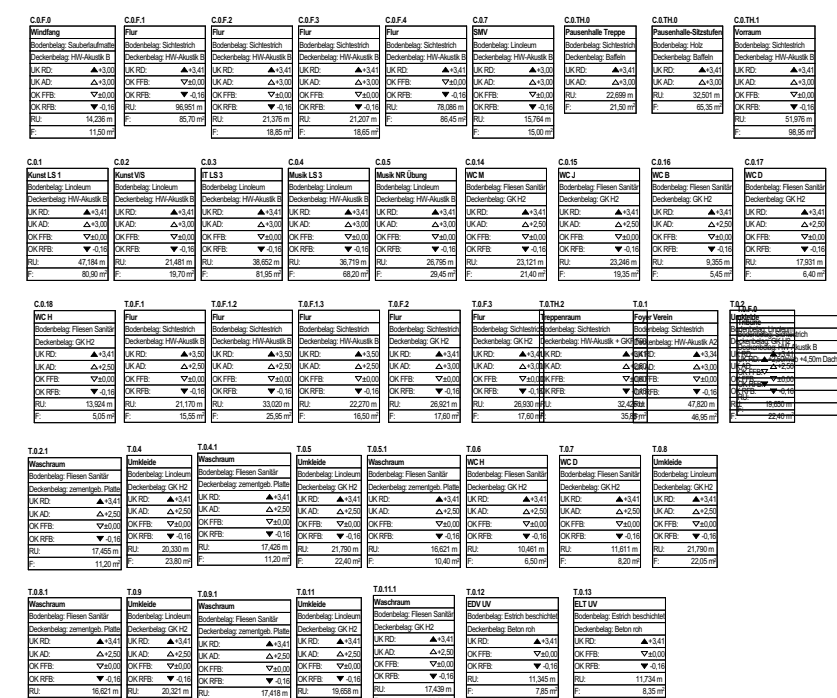 C.0.F.0
Windfang
Bodenbelag: Sauberlaufmatte
Deckenbelag: HW-Akustik B
UK RD: ▲+3,00
UK AD: △+3,00
OK FFB: ▽±0,00
OK RFB: ▼-0,16
RU: 14,236 m
F: 11,50 m²
C.0.F.1
Flur
Bodenbelag: Sichtestrich
Deckenbelag: HW-Akustik B
UK RD: ▲+3,41
OK FFB: ▽±0,00
OK RFB: ▼-0,16
RU: 96,951 m
F: 85,70 m²
C.0.F.2
Flur
Bodenbelag: Sichtestrich
Deckenbelag: HW-Akustik B
UK RD: ▲+3,41
UK AD: △+3,00
OK FFB: ▽±0,00
OK RFB: ▼-0,16
RU: 21,376 m
F: 18,85 m²
C.0.F.3
Flur
Bodenbelag: Sichtestrich
Deckenbelag: HW-Akustik B
UK RD: ▲+3,41
UK AD: △+3,00
OK FFB: ▽±0,00
OK RFB: ▼-0,16
RU: 21,207 m
F: 18,65 m²
C.0.F.4
Flur
Bodenbelag: Sichtestrich
Deckenbelag: HW-Akustik B
UK RD: ▲+3,41
OK FFB: ▽±0,00
OK RFB: ▼-0,16
RU: 78,086 m
F: 86,45 m²
C.0.7
SMV
Bodenbelag: Linoleum
Deckenbelag: HW-Akustik B
UK RD: ▲+3,41
UK AD: △+3,00
OK FFB: ▽±0,00
OK RFB: ▼-0,16
RU: 15,764 m
F: 15,00 m²
C.0.TH.0
Pausenhalle Treppe
Bodenbelag: Sichtestrich
Deckenbelag: Baffeln
UK RD: ▲+3,41
UK AD: △+3,00
RU: 22,699 m
F: 21,50 m²
C.0.TH.0
Pausenhalle-Sitzstufen
Bodenbelag: Holz
Deckenbelag: Baffeln
UK RD: ▲+3,41
UK AD: △+3,00
RU: 32,501 m
F: 65,35 m²
C.0.TH.1
Vorraum
Bodenbelag: Sichtestrich
Deckenbelag: HW-Akustik B
UK RD: ▲+3,41
UK AD: △+3,00
OK FFB: ▽±0,00
OK RFB: ▼-0,16
RU: 51,976 m
F: 98,95 m²
C.0.1
Kunst LS 1
Bodenbelag: Linoleum
Deckenbelag: HW-Akustik B
UK RD: ▲+3,41
UK AD: △+3,00
OK FFB: ▽±0,00
OK RFB: ▼-0,16
RU: 47,184 m
F: 80,90 m²
C.0.2
Kunst V/S
Bodenbelag: Linoleum
Deckenbelag: HW-Akustik B
UK RD: ▲+3,41
UK AD: △+3,00
OK FFB: ▽±0,00
OK RFB: ▼-0,16
RU: 21,481 m
F: 19,70 m²
C.0.3
IT LS 3
Bodenbelag: Linoleum
Deckenbelag: HW-Akustik B
UK RD: ▲+3,41
UK AD: △+3,00
OK FFB: ▽±0,00
OK RFB: ▼-0,16
RU: 38,652 m
F: 81,95 m²
C.0.4
Musik LS 3
Bodenbelag: Linoleum
Deckenbelag: HW-Akustik B
UK RD: ▲+3,41
UK AD: △+3,00
OK FFB: ▽±0,00
OK RFB: ▼-0,16
RU: 36,719 m
F: 68,20 m²
C.0.5
Musik NR Übung
Bodenbelag: Linoleum
Deckenbelag: HW-Akustik B
UK RD: ▲+3,41
UK AD: △+3,00
OK FFB: ▽±0,00
OK RFB: ▼-0,16
RU: 26,795 m
F: 29,45 m²
C.0.14
WC M
Bodenbelag: Fliesen Sanitär
Deckenbelag: GK H2
UK RD: ▲+3,41
UK AD: △+2,50
OK FFB: ▽±0,00
OK RFB: ▼-0,16
RU: 23,121 m
F: 21,40 m²
C.0.15
WC J
Bodenbelag: Fliesen Sanitär
Deckenbelag: GK H2
UK RD: ▲+3,41
UK AD: △+2,50
OK FFB: ▽±0,00
OK RFB: ▼-0,16
RU: 23,246 m
F: 19,35 m²
C.0.16
WC B
Bodenbelag: Fliesen Sanitär
Deckenbelag: GK H2
UK RD: ▲+3,41
UK AD: △+2,50
OK FFB: ▽±0,00
OK RFB: ▼-0,16
RU: 9,355 m
F: 5,45 m²
C.0.17
WC D
Bodenbelag: Fliesen Sanitär
Deckenbelag: GK H2
UK RD: ▲+3,41
UK AD: △+2,50
OK FFB: ▽±0,00
OK RFB: ▼-0,16
RU: 17,931 m
F: 6,40 m²
C.0.18
WC H
Bodenbelag: Fliesen Sanitär
Deckenbelag: GK H2
UK RD: ▲+3,41
UK AD: △+2,50
OK FFB: ▽±0,00
OK RFB: ▼-0,16
RU: 13,924 m
F: 5,05 m²
T.0.F.1
Flur
Bodenbelag: Sichtestrich
Deckenbelag: HW-Akustik B
UK RD: ▲+3,50
UK AD: △+3,50
OK FFB: ▽±0,00
OK RFB: ▼-0,16
RU: 21,170 m
F: 15,55 m²
T.0.F.1.2
Flur
Bodenbelag: Sichtestrich
Deckenbelag: HW-Akustik B
UK RD: ▲+3,50
UK AD: △+3,50
OK FFB: ▽±0,00
OK RFB: ▼-0,16
RU: 33,020 m
F: 25,95 m²
T.0.F.1.3
Flur
Bodenbelag: Sichtestrich
Deckenbelag: HW-Akustik B
UK RD: ▲+3,50
UK AD: △+3,50
OK FFB: ▽±0,00
OK RFB: ▼-0,16
RU: 22,270 m
F: 16,50 m²
T.0.F.2
Flur
Bodenbelag: Sichtestrich
Deckenbelag: HW-Akustik B
UK RD: ▲+3,41
UK AD: △+3,00
OK FFB: ▽±0,00
OK RFB: ▼-0,16
RU: 26,921 m
F: 17,60 m²
T.0.F.3
Flur
Bodenbelag: Sichtestrich
Deckenbelag: HW-Akustik B
UK RD: ▲+3,41
UK AD: △+3,00
OK FFB: ▽±0,00
OK RFB: ▼-0,16
RU: 26,930 m
F: 17,60 m²
T.0.TH.2
Treppenraum
Bodenbelag: Sichtestrich
Deckenbelag: HW-Akustik + GK
RU: 32,42
F: 35,8
T.0.1
Foyer Verein
Bodenbelag: Sichtestrich
Deckenbelag: HW-Akustik A2
▲+3,34
△+3,00
▽±0,00
▼-0,16
47,820 m
46,95 m²
T.0.2
Umkleide
T.0.F.0
+4,50m Dach
19,650 m
22,40 m²
T.0.2.1
Waschraum
Bodenbelag: Fliesen Sanitär
Deckenbelag: zementgeb. Platte
UK RD: ▲+3,41
UK AD: △+2,50
OK FFB: ▽±0,00
OK RFB: ▼-0,16
RU: 17,455 m
F: 11,20 m²
T.0.4
Umkleide
Bodenbelag: Linoleum
Deckenbelag: GK H2
UK RD: ▲+3,41
UK AD: △+2,50
OK FFB: ▽±0,00
OK RFB: ▼-0,16
RU: 20,330 m
F: 23,80 m²
T.0.4.1
Waschraum
Bodenbelag: Fliesen Sanitär
Deckenbelag: zementgeb. Platte
UK RD: ▲+3,41
UK AD: △+2,50
OK FFB: ▽±0,00
OK RFB: ▼-0,16
RU: 17,426 m
F: 11,20 m²
T.0.5
Umkleide
Bodenbelag: Linoleum
Deckenbelag: GK H2
UK RD: ▲+3,41
UK AD: △+2,50
OK FFB: ▽±0,00
OK RFB: ▼-0,16
RU: 21,790 m
F: 22,40 m²
T.0.5.1
Waschraum
Bodenbelag: Fliesen Sanitär
Deckenbelag: zementgeb. Platte
UK RD: ▲+3,41
UK AD: △+2,50
OK FFB: ▽±0,00
OK RFB: ▼-0,16
RU: 16,621 m
F: 10,40 m²
T.0.6
WC H
Bodenbelag: Fliesen Sanitär
Deckenbelag: GK H2
UK RD: ▲+3,41
UK AD: △+2,50
OK FFB: ▽±0,00
OK RFB: ▼-0,16
RU: 10,461 m
F: 6,50 m²
T.0.7
WC D
Bodenbelag: Fliesen Sanitär
Deckenbelag: GK H2
UK RD: ▲+3,41
UK AD: △+2,50
OK FFB: ▽±0,00
OK RFB: ▼-0,16
RU: 11,611 m
F: 8,20 m²
T.0.8
Umkleide
Bodenbelag: Linoleum
Deckenbelag: GK H2
UK RD: ▲+3,41
UK AD: △+2,50
OK FFB: ▽±0,00
OK RFB: ▼-0,16
RU: 21,790 m
F: 22,05 m²
T.0.8.1
Waschraum
Bodenbelag: Fliesen Sanitär
Deckenbelag: zementgeb. Platte
UK RD: ▲+3,41
UK AD: △+2,50
OK FFB: ▽±0,00
OK RFB: ▼-0,16
RU: 16,621 m
T.0.9
Umkleide
Bodenbelag: Linoleum
Deckenbelag: GK H2
UK RD: ▲+3,41
UK AD: △+2,50
OK FFB: ▽±0,00
OK RFB: ▼-0,16
RU: 20,321 m
T.0.9.1
Waschraum
Bodenbelag: Fliesen Sanitär
Deckenbelag: zementgeb. Platte
UK RD: ▲+3,41
UK AD: △+2,50
OK FFB: ▽±0,00
OK RFB: ▼-0,16
RU: 17,418 m
T.0.11
Umkleide
Bodenbelag: Linoleum
Deckenbelag: GK H2
UK RD: ▲+3,41
UK AD: △+2,50
OK FFB: ▽±0,00
OK RFB: ▼-0,16
RU: 19,658 m
T.0.11.1
Waschraum
Bodenbelag: Fliesen Sanitär
Deckenbelag: GK H2
UK RD: ▲+3,41
UK AD: △+2,50
OK FFB: ▽±0,00
OK RFB: ▼-0,16
RU: 17,439 m
T.0.12
EDV UV
Bodenbelag: Estrich beschichtet
Deckenbelag: Beton roh
UK RD: ▲+3,41
OK FFB: ▽±0,00
OK RFB: ▼-0,16
RU: 11,345 m
F: 7,85 m²
T.0.13
ELT UV
Bodenbelag: Estrich beschichtet
Deckenbelag: Beton roh
UK RD: ▲+3,41
OK FFB: ▽±0,00
OK RFB: ▼-0,16
RU: 11,734 m
F: 8,35 m²